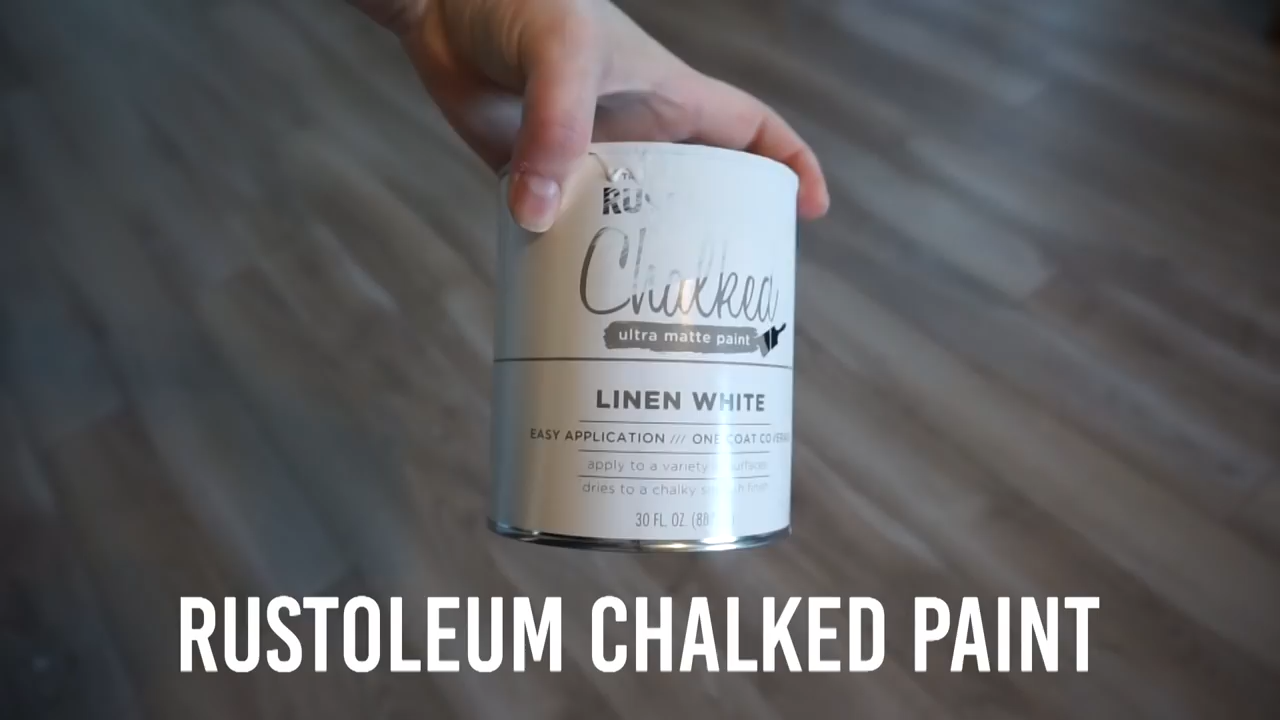 Chalked
ultra matte paint
LINEN WHITE
EASY APPLICATION /// ONE COAT
apply to a variety
dries to a chalky
30 FL. OZ.
RUSTOLEUM CHALKED PAINT